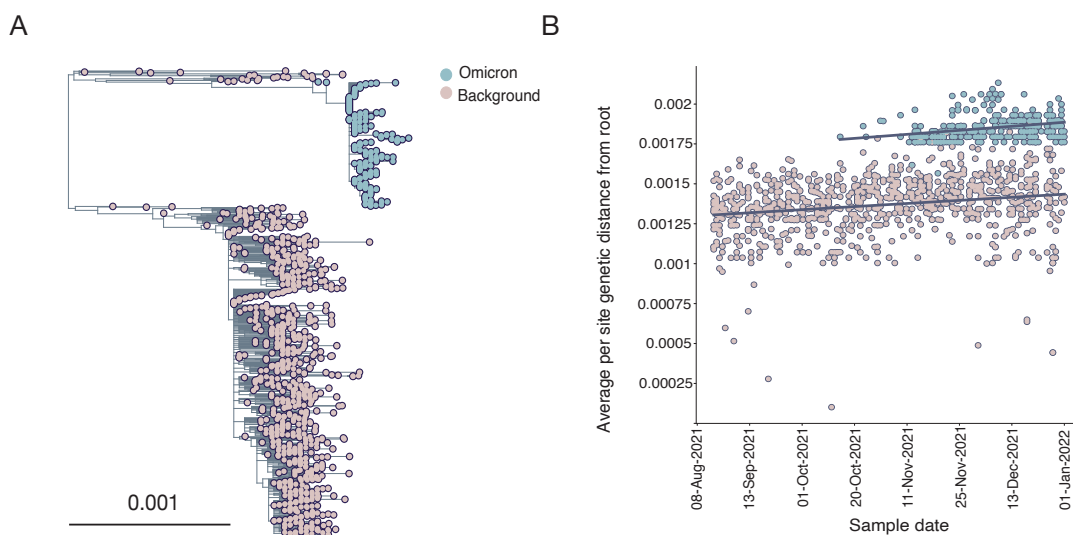 A
Omicron
Background
0.001
B
Average per site genetic distance from root
0.002
0.00175
0.0015
0.00125
0.001
0.00075
0.0005
0.00025
08-Aug-2021
13-Sep-2021
01-Oct-2021
20-Oct-2021
11-Nov-2021
25-Nov-2021
13-Dec-2021
01-Jan-2022
Sample date